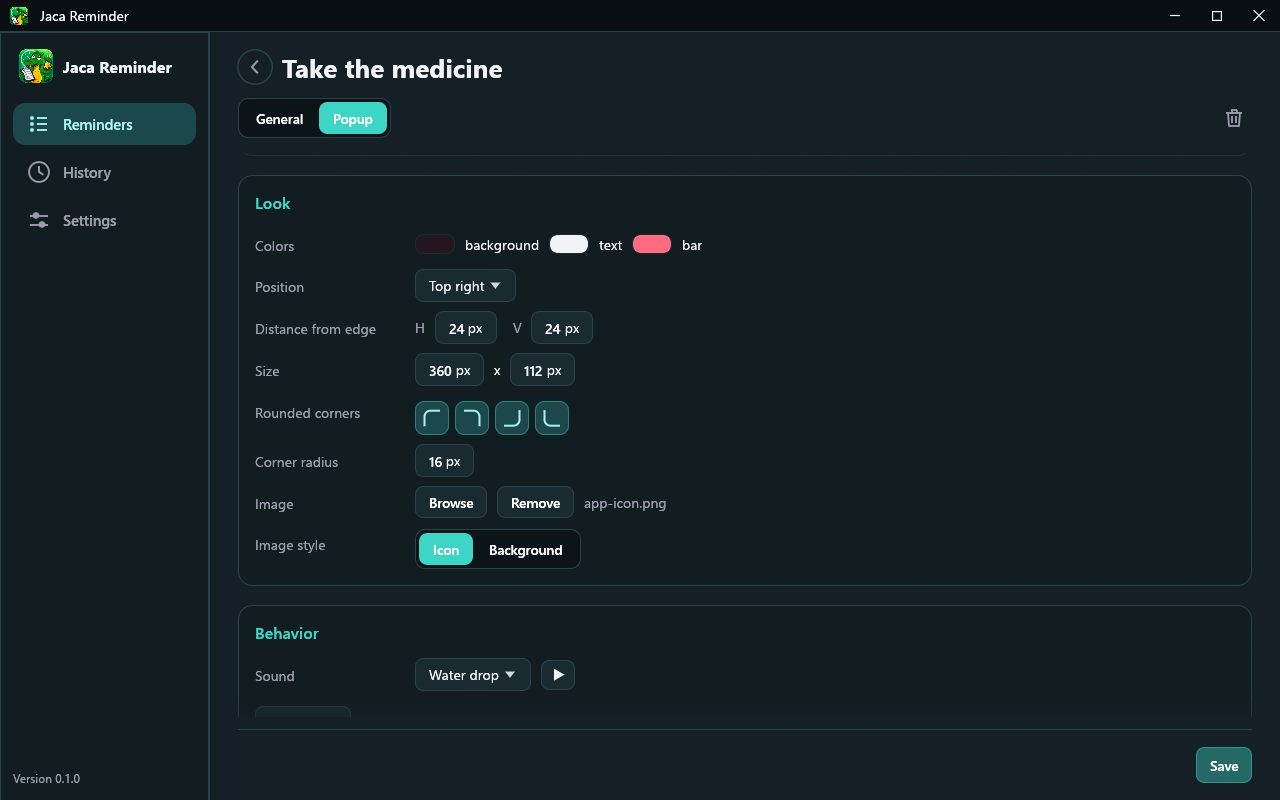 Jaca Reminder
Jaca Reminder
Reminders
History
Settings
Version 0.1.0
Take the medicine
General Popup
Look
Colors background text bar
Position Top right
Distance from edge H 24 px V 24 px
Size 360 px x 112 px
Rounded corners
Corner radius 16 px
Image Browse Remove app-icon.png
Image style Icon Background
Behavior
Sound Water drop
Save